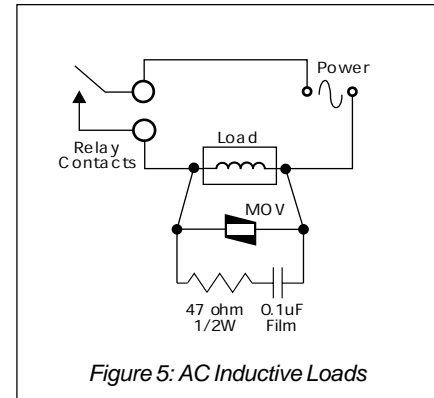 Power
Load
Relay
Contacts
MOV
47 ohm
1/2W
0.1uF
Film
Figure 5: AC Inductive Loads